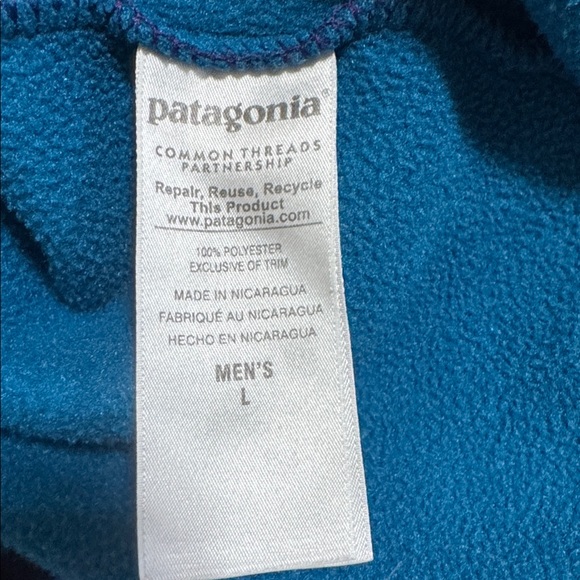 patagonia®
COMMON THREADS
PARTNERSHIP
Repair, Reuse, Recycle
This Product
www.patagonia.com
100% POLYESTER
EXCLUSIVE OF TRIM
MADE IN NICARAGUA
FABRIQUÉ AU NICARAGUA
HECHO EN NICARAGUA
MEN'S
L